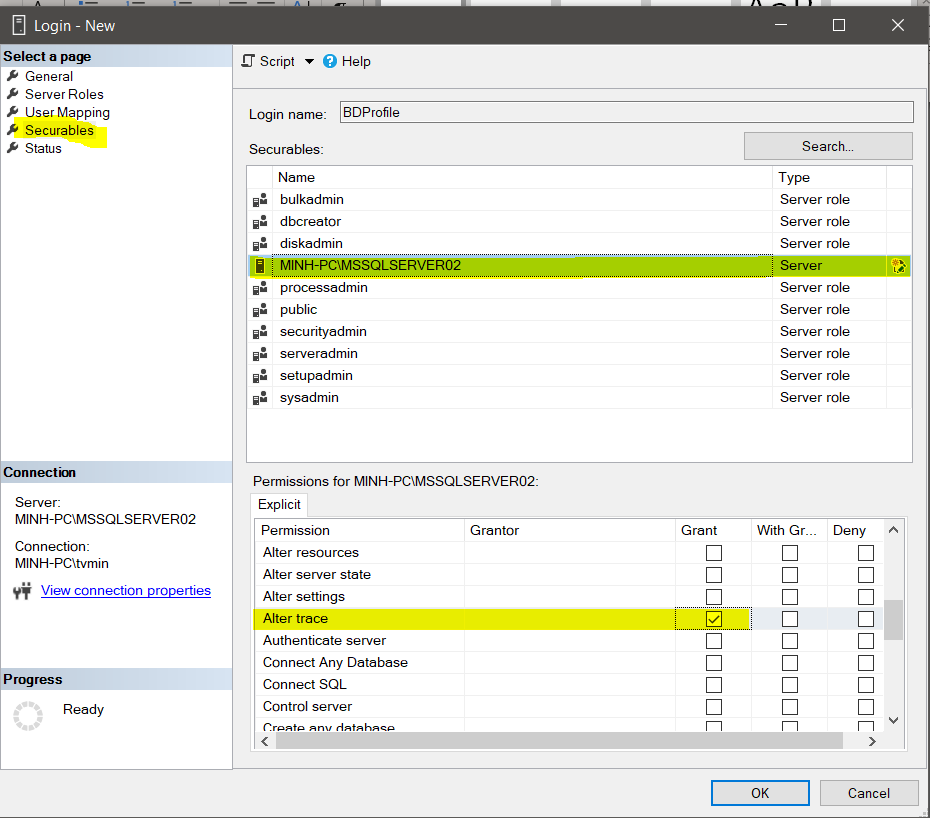 Login - New
Select a page
General
Server Roles
User Mapping
Securables
Status
Script
Help
Login name: BDProfile
Securables:
Search...
Name Type
bulkadmin Server role
dbcreator Server role
diskadmin Server role
MINH-PC\MSSQLSERVER02 Server
processadmin Server role
public Server role
securityadmin Server role
serveradmin Server role
setupadmin Server role
sysadmin Server role
Connection
Server:
MINH-PC\MSSQLSERVER02
Connection:
MINH-PC\tvmin
View connection properties
Progress
Ready
Permissions for MINH-PC\MSSQLSERVER02:
Explicit
Permission Grantor Grant With Gr... Deny
Alter resources
Alter server state
Alter settings
Alter trace
Authenticate server
Connect Any Database
Connect SQL
Control server
Create any database
OK Cancel